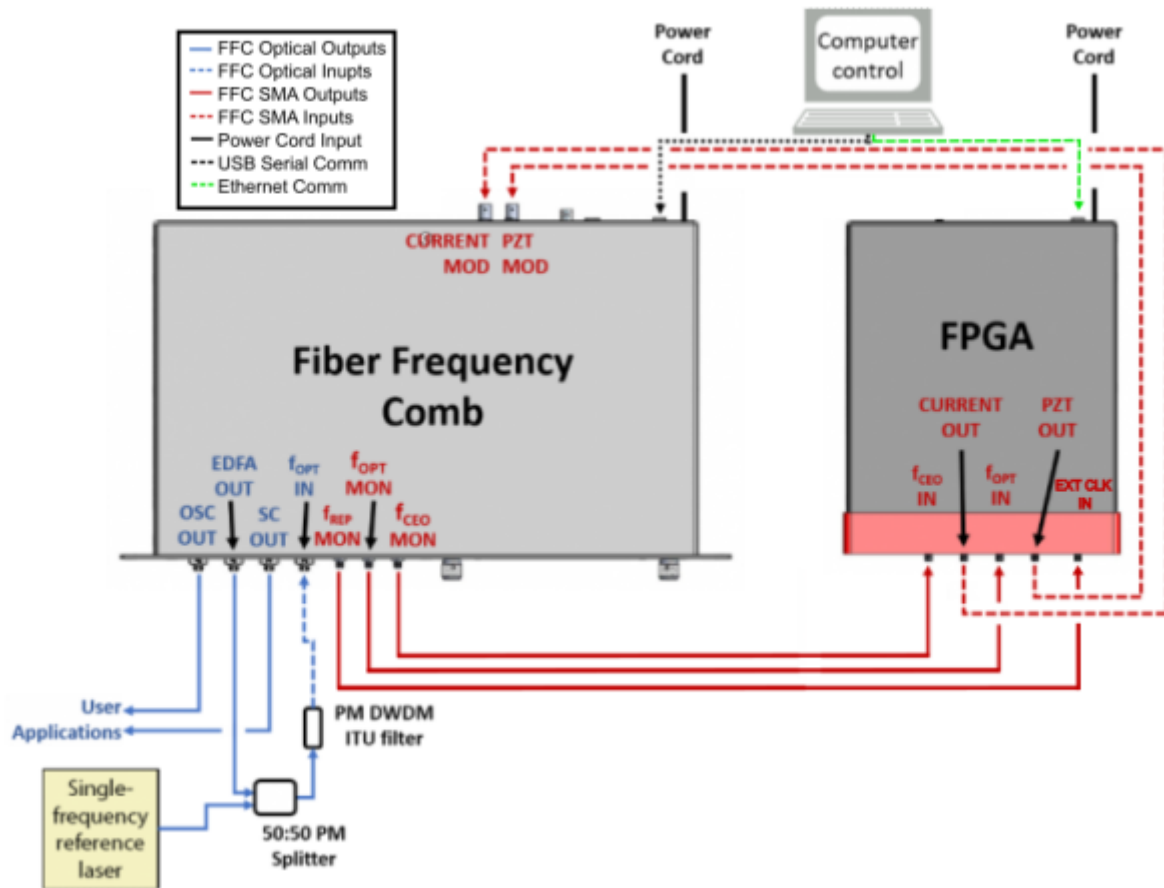 FFC Optical Outputs
FFC Optical Inupts
FFC SMA Outputs
FFC SMA Inputs
Power Cord Input
USB Serial Comm
Ethernet Comm
Power
Cord
Computer
control
Power
Cord
CURRENT
MOD
PZT
MOD
Fiber Frequency
Comb
EDFA
OUT
fOPT
IN
fOPT
MON
OSC
OUT
SC
OUT
fREP
MON
fCEO
MON
FPGA
CURRENT
OUT
PZT
OUT
fCEO
IN
fOPT
IN
EXT CLK
IN
User
Applications
PM DWDM
ITU filter
Single-
frequency
reference
laser
50:50 PM
Splitter